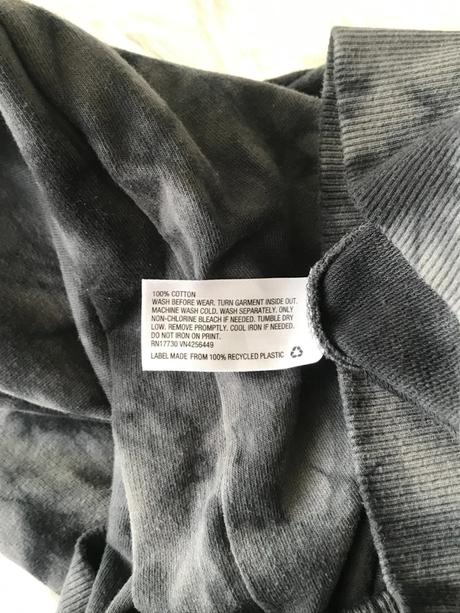 100% COTTON
WASH BEFORE WEAR. TURN GARMENT INSIDE OUT.
MACHINE WASH COLD. WASH SEPARATELY. ONLY
NON-CHLORINE BLEACH IF NEEDED. TUMBLE DRY
LOW. REMOVE PROMPTLY. COOL IRON IF NEEDED.
DO NOT IRON ON PRINT.
RN17730 VN4256449
LABEL MADE FROM 100% RECYCLED PLASTIC